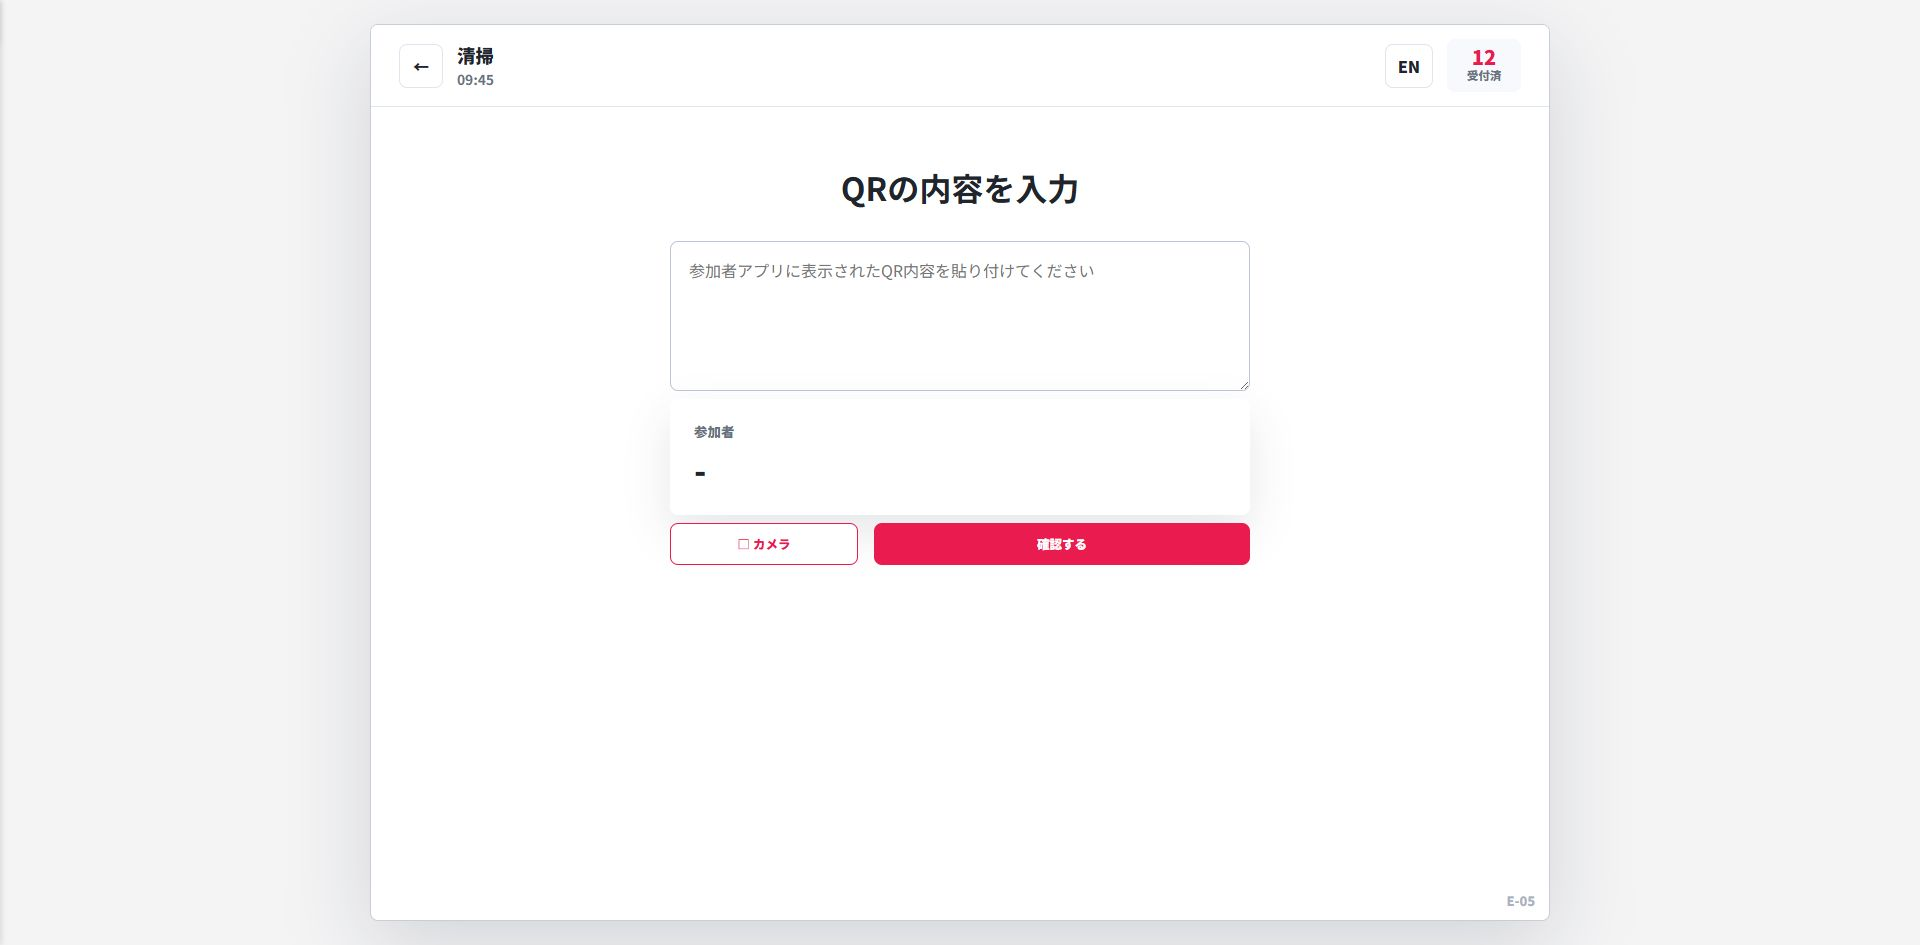 ←
清掃
09:45
EN
12
受付済
QRの内容を入力
参加者アプリに表示されたQR内容を貼り付けてください
参加者
-
□ カメラ
確認する
E-05